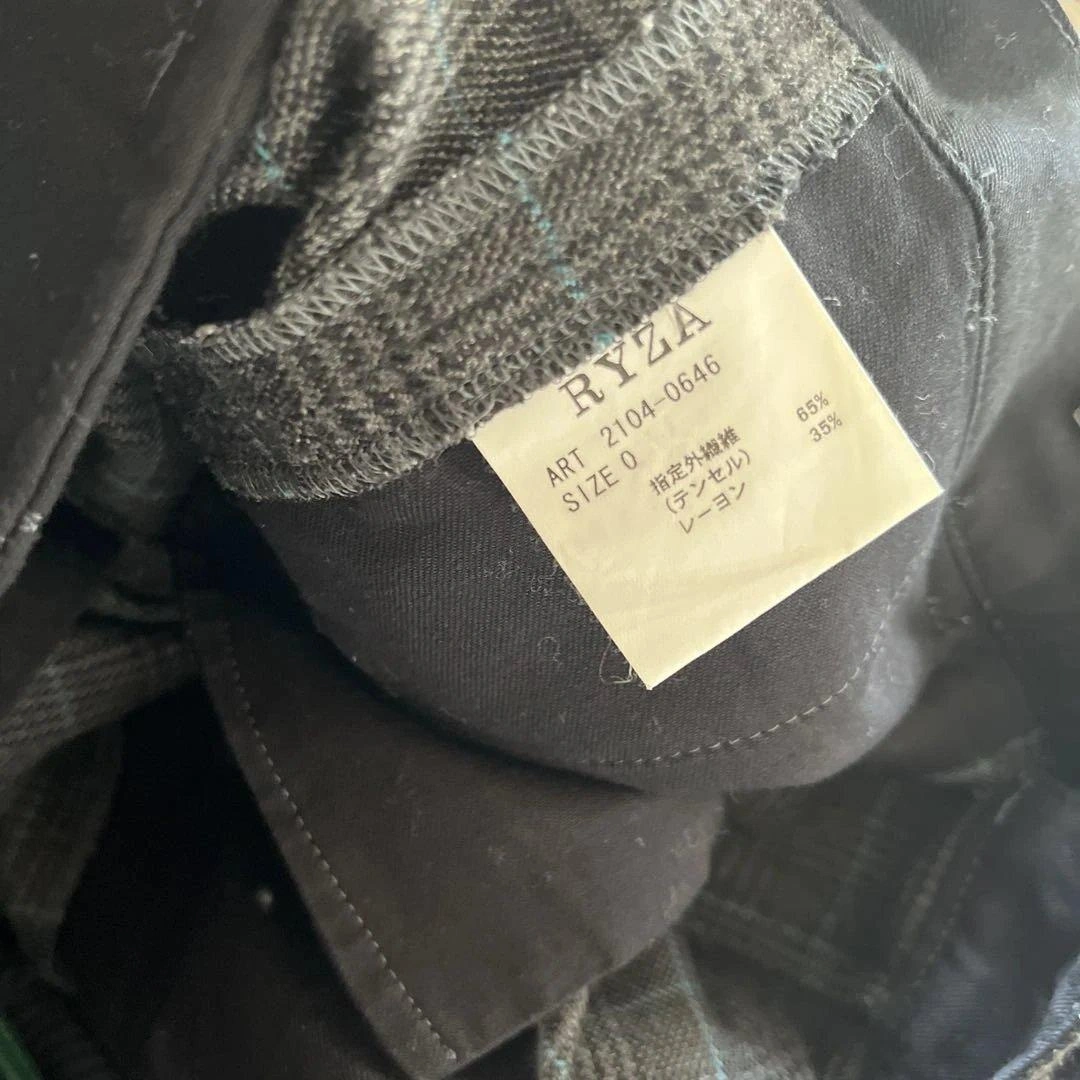 RYZA
ART 2104-0646
SIZE 0
指定外繊維 65%
(テンセル)
レーヨン 35%